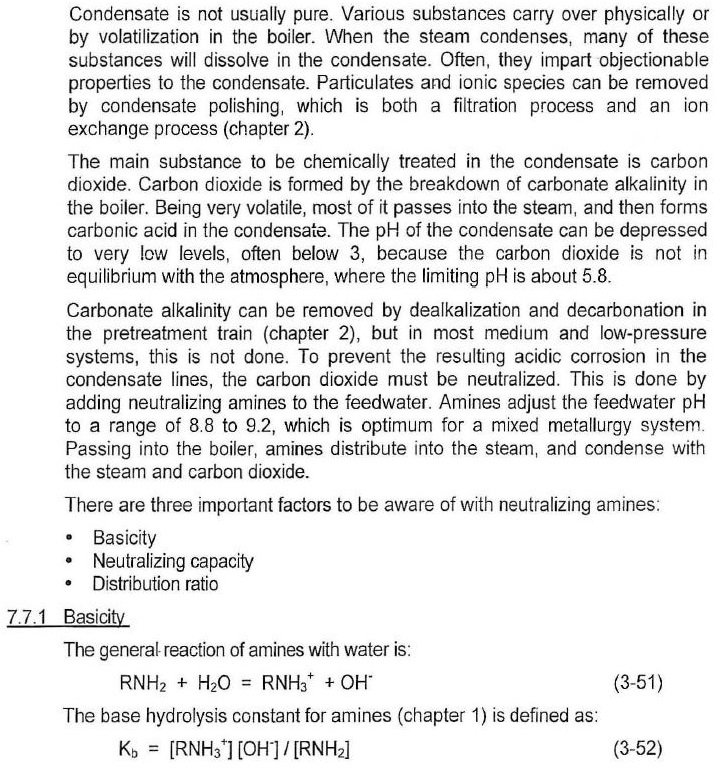 Condensate is not usually pure. Various substances carry over physically or
by volatilization in the boiler. When the steam condenses, many of these
substances will dissolve in the condensate. Often, they impart objectionable
properties to the condensate. Particulates and ionic species can be removed
by condensate polishing, which is both a filtration process and an ion
exchange process (chapter 2).
The main substance to be chemically treated in the condensate is carbon
dioxide. Carbon dioxide is formed by the breakdown of carbonate alkalinity in
the boiler. Being very volatile, most of it passes into the steam, and then forms
carbonic acid in the condensate. The pH of the condensate can be depressed
to very low levels, often below 3, because the carbon dioxide is not in
equilibrium with the atmosphere, where the limiting pH is about 5.8.
Carbonate alkalinity can be removed by dealkalization and decarbonation in
the pretreatment train (chapter 2), but in most medium and low-pressure
systems, this is not done. To prevent the resulting acidic corrosion in the
condensate lines, the carbon dioxide must be neutralized. This is done by
adding neutralizing amines to the feedwater. Amines adjust the feedwater pH
to a range of 8.8 to 9.2, which is optimum for a mixed metallurgy system.
Passing into the boiler, amines distribute into the steam, and condense with
the steam and carbon dioxide.
There are three important factors to be aware of with neutralizing amines:
• Basicity
• Neutralizing capacity
• Distribution ratio
7.7.1 Basicity
The general reaction of amines with water is:
RNH₂ + H₂O = RNH₃⁺ + OH⁻ (3-51)
The base hydrolysis constant for amines (chapter 1) is defined as:
K_b = [RNH₃⁺] [OH⁻] / [RNH₂] (3-52)